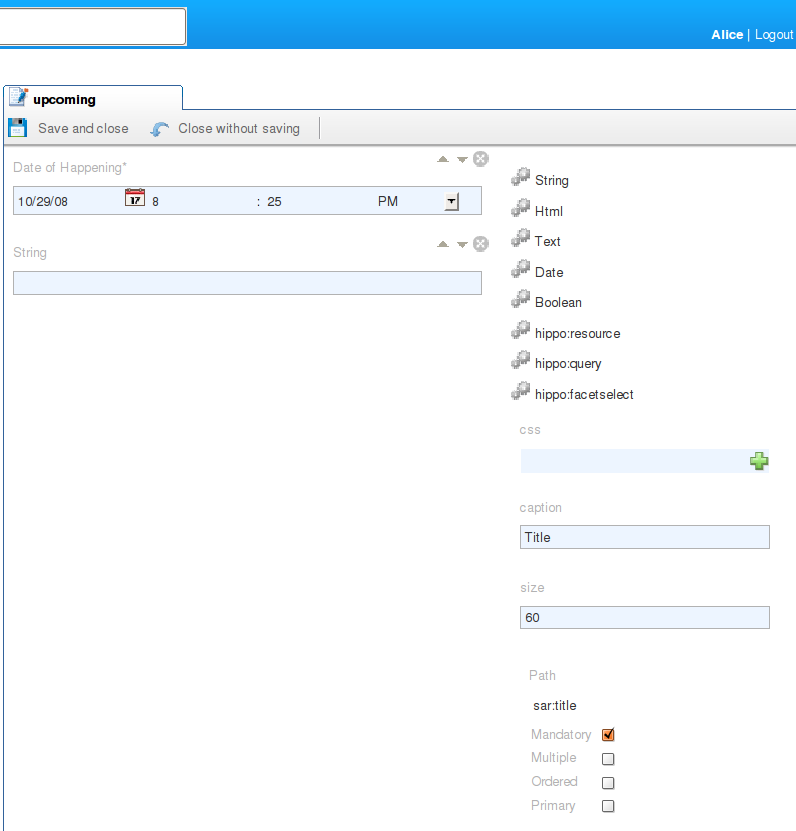 Alice | Logout
upcoming
Save and close Close without saving
Date of Happening*
10/29/08 17 8 : 25 PM
String
String
Html
Text
Date
Boolean
hippo:resource
hippo:query
hippo:facetselect
css
caption
Title
size
60
Path
sar:title
Mandatory
Multiple
Ordered
Primary